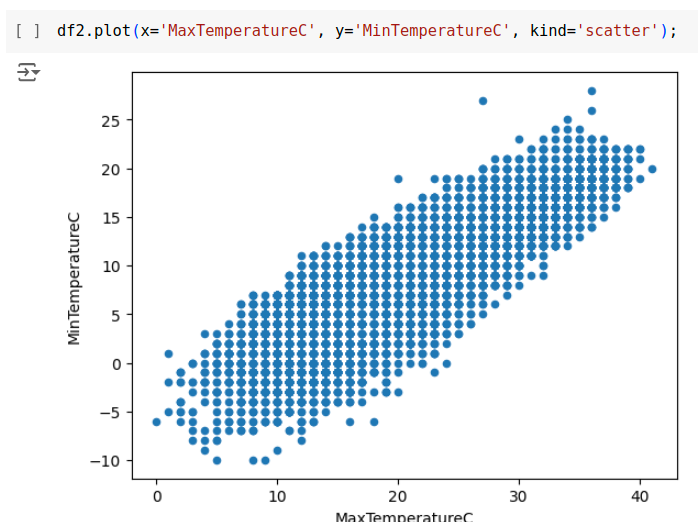 [ ] df2.plot(x='MaxTemperatureC', y='MinTemperatureC', kind='scatter');
MinTemperatureC
25
20
15
10
5
0
−5
−10
0 10 20 30 40
MaxTemperatureC